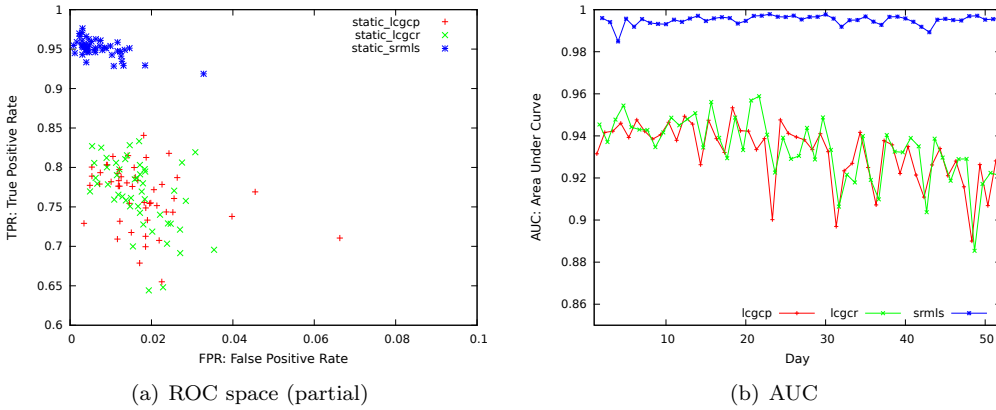 static_lcgcp
static_lcgcr
static_srmls
1
0.95
0.9
0.85
0.8
0.75
0.7
0.65
0.6
TPR: True Positive Rate
0
0.02
0.04
0.06
0.08
0.1
FPR: False Positive Rate
(a) ROC space (partial)
1
0.98
0.96
0.94
0.92
0.9
0.88
0.86
AUC: Area Under Curve
lcgcp
lcgcr
srmls
10
20
30
40
50
Day
(b) AUC